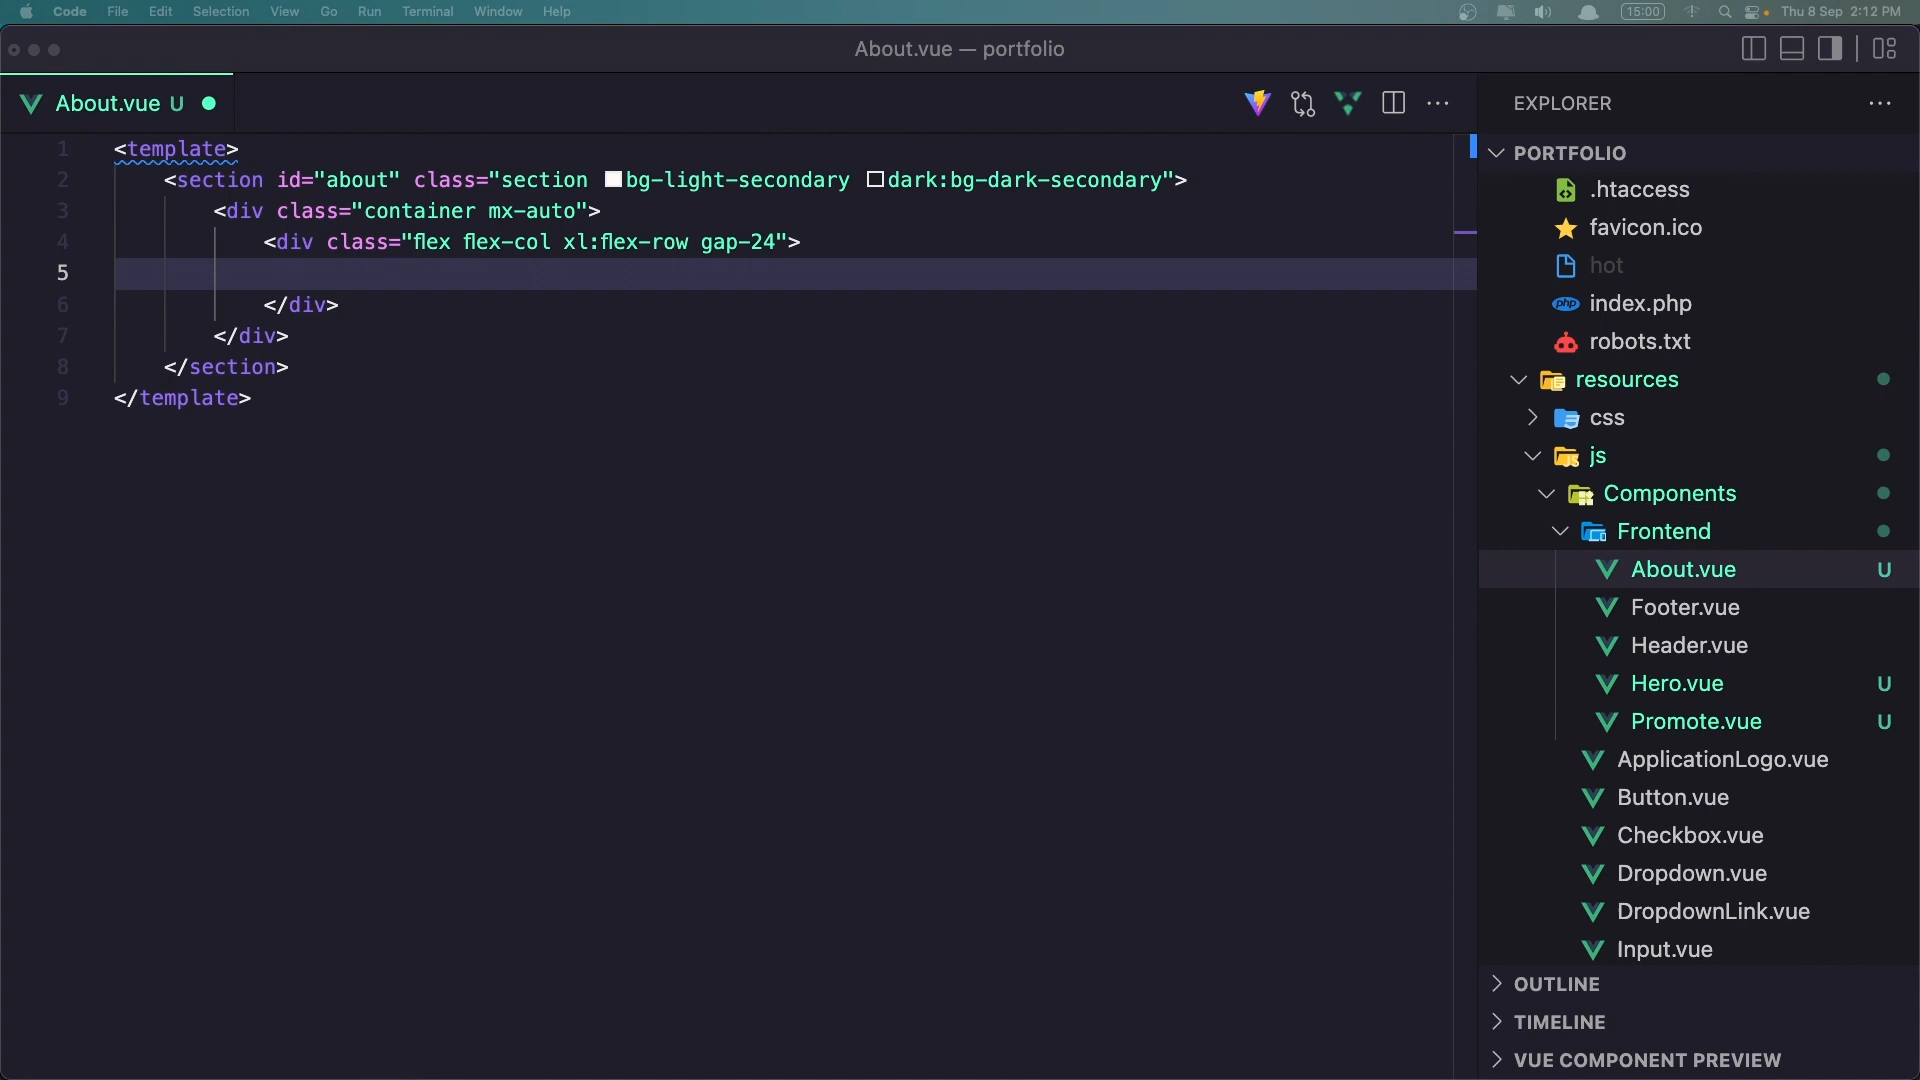 Code File Edit Selection View Go Run Terminal Window Help 15:00 Thu 8 Sep 2:12 PM
About.vue — portfolio
About.vue U
EXPLORER
1 <template>
2 <section id="about" class="section bg-light-secondary dark:bg-dark-secondary">
3 <div class="container mx-auto">
4 <div class="flex flex-col xl:flex-row gap-24">
5
6 </div>
7 </div>
8 </section>
9 </template>
PORTFOLIO
.htaccess
favicon.ico
hot
php index.php
robots.txt
resources
css
JS js
Components
Frontend
About.vue U
Footer.vue
Header.vue
Hero.vue U
Promote.vue U
ApplicationLogo.vue
Button.vue
Checkbox.vue
Dropdown.vue
DropdownLink.vue
Input.vue
OUTLINE
TIMELINE
VUE COMPONENT PREVIEW